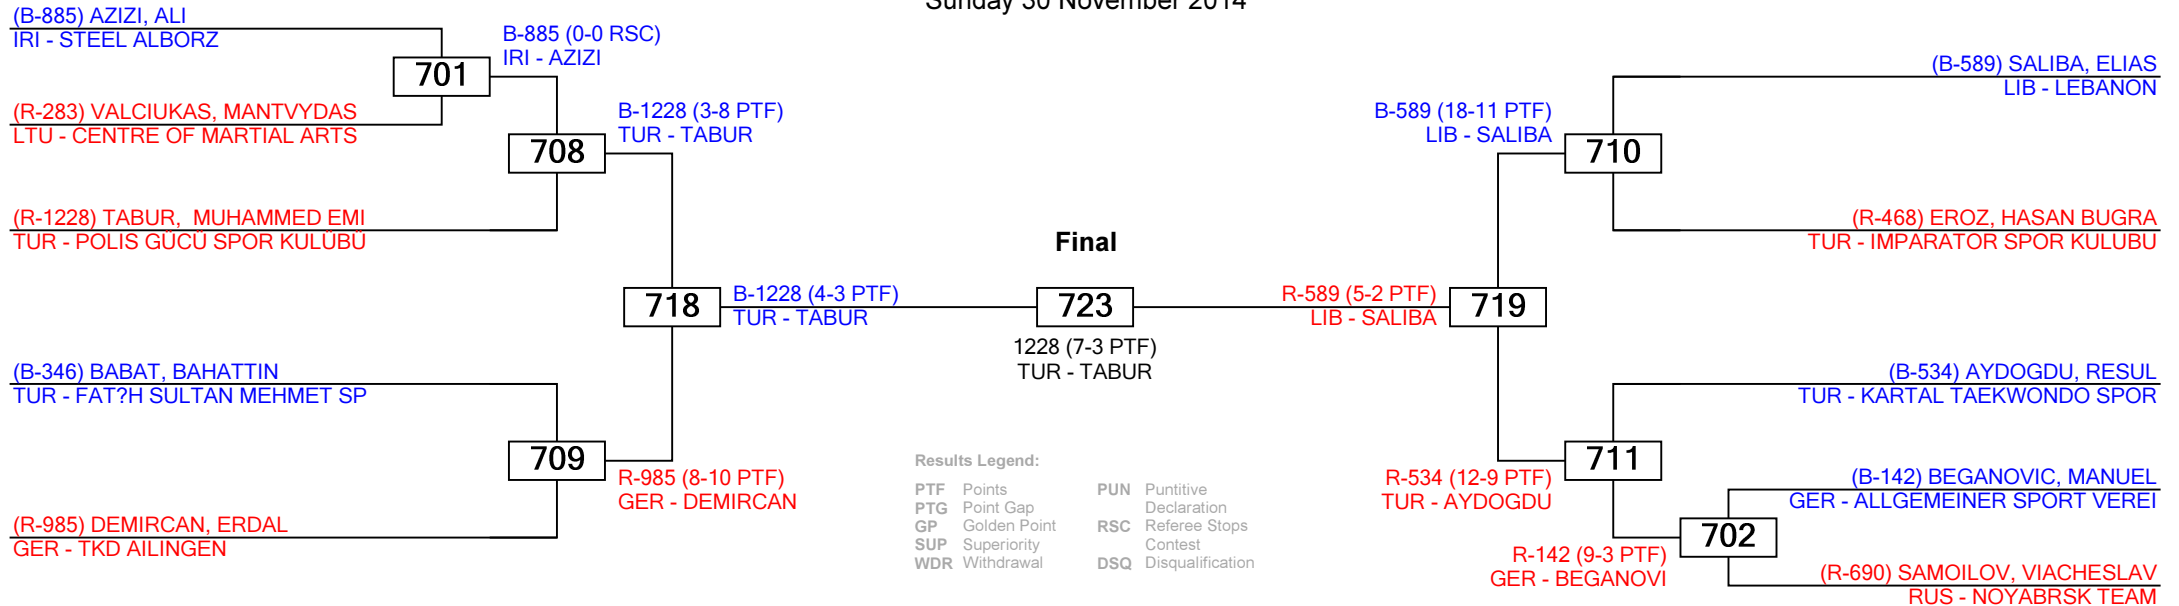 Sunday 30 November 2014
(B-885) AZIZI, ALI
IRI - STEEL ALBORZ
B-885 (0-0 RSC)
IRI - AZIZI
701
(R-283) VALCIUKAS, MANTVYDAS
LTU - CENTRE OF MARTIAL ARTS
B-1228 (3-8 PTF)
TUR - TABUR
708
(R-1228) TABUR,  MUHAMMED EMI
TUR - POLIS GÜCÜ SPOR KULÜBÜ
718
B-1228 (4-3 PTF)
TUR - TABUR
(B-346) BABAT, BAHATTIN
TUR - FAT?H SULTAN MEHMET SP
709
R-985 (8-10 PTF)
GER - DEMIRCAN
(R-985) DEMIRCAN, ERDAL
GER - TKD AILINGEN
Final
723
1228 (7-3 PTF)
TUR - TABUR
Results Legend:
PTF Points
PTG Point Gap
GP Golden Point
SUP Superiority
WDR Withdrawal
PUN Puntitive
Declaration
RSC Referee Stops
Contest
DSQ Disqualification
(B-589) SALIBA, ELIAS
LIB - LEBANON
B-589 (18-11 PTF)
LIB - SALIBA
710
(R-468) EROZ, HASAN BUGRA
TUR - IMPARATOR SPOR KULUBU
R-589 (5-2 PTF)
LIB - SALIBA
719
(B-534) AYDOGDU, RESUL
TUR - KARTAL TAEKWONDO SPOR
711
R-534 (12-9 PTF)
TUR - AYDOGDU
(B-142) BEGANOVIC, MANUEL
GER - ALLGEMEINER SPORT VEREI
702
R-142 (9-3 PTF)
GER - BEGANOVI
(R-690) SAMOILOV, VIACHESLAV
RUS - NOYABRSK TEAM